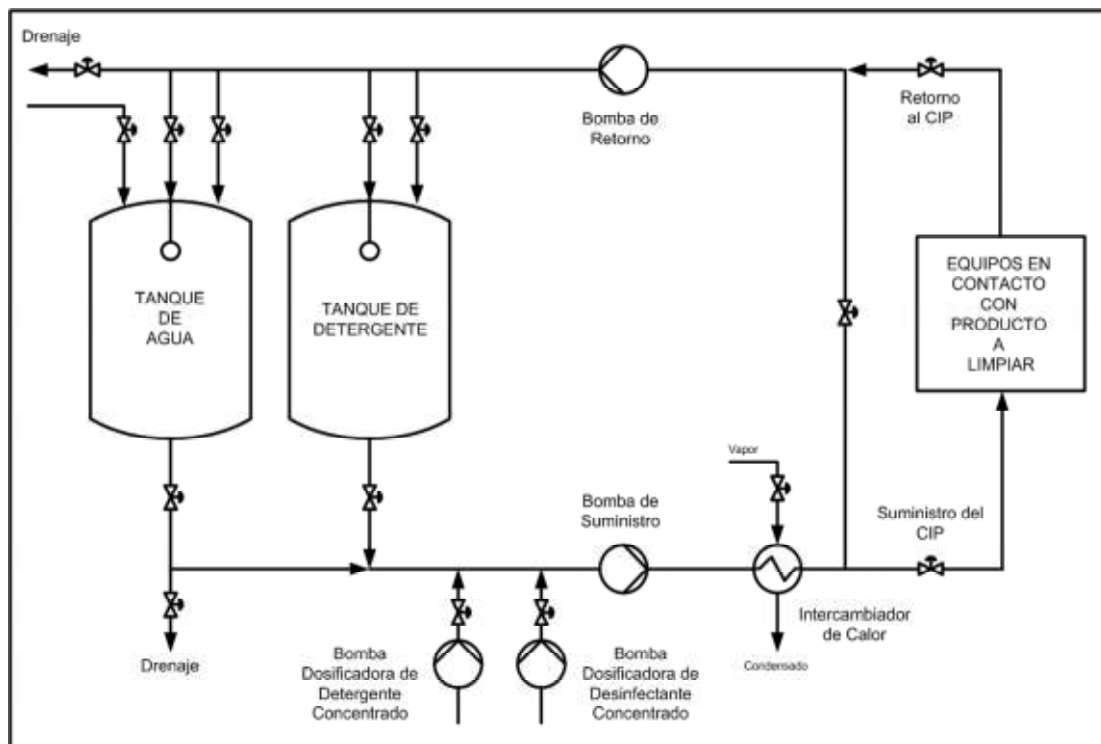 Drenaje
Bomba de
Retorno
Retorno
al CIP
TANQUE
DE
AGUA
TANQUE DE
DETERGENTE
EQUIPOS EN
CONTACTO
CON
PRODUCTO
A
LIMPIAR
Vapor
Bomba de
Suministro
Suministro del
CIP
Intercambiador
de Calor
Condensado
Drenaje
Bomba
Dosificadora de
Detergente
Concentrado
Bomba
Dosificadora de
Desinfectante
Concentrado